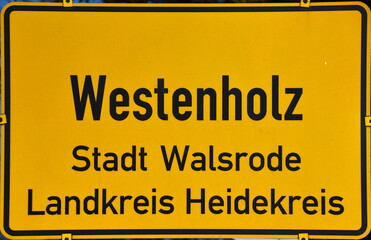 Westenholz
Stadt Walsrode
Landkreis Heidekreis